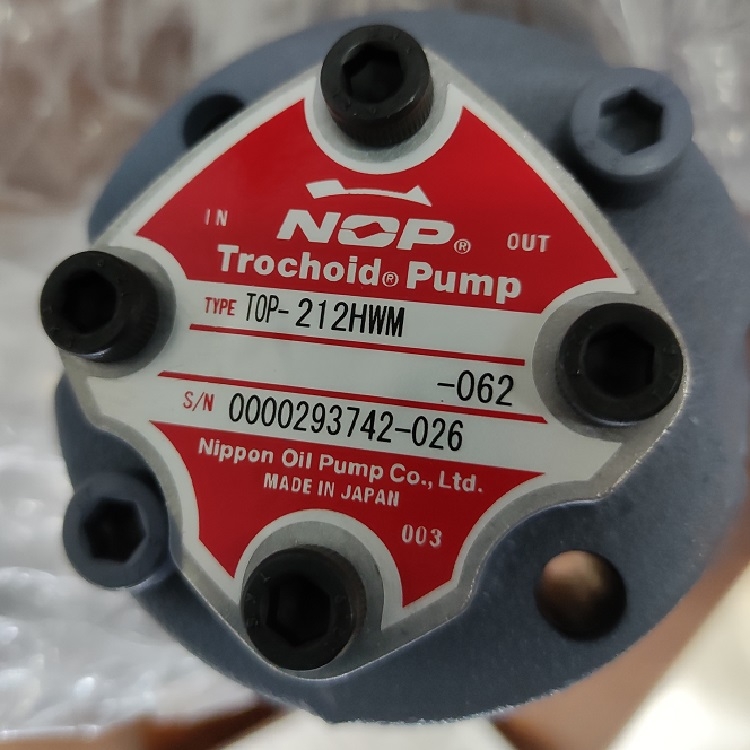 IN NOP® OUT
Trochoid® Pump
TYPE TOP-212HWM
-062
S/N 0000293742-026
Nippon Oil Pump Co., Ltd.
MADE IN JAPAN
003